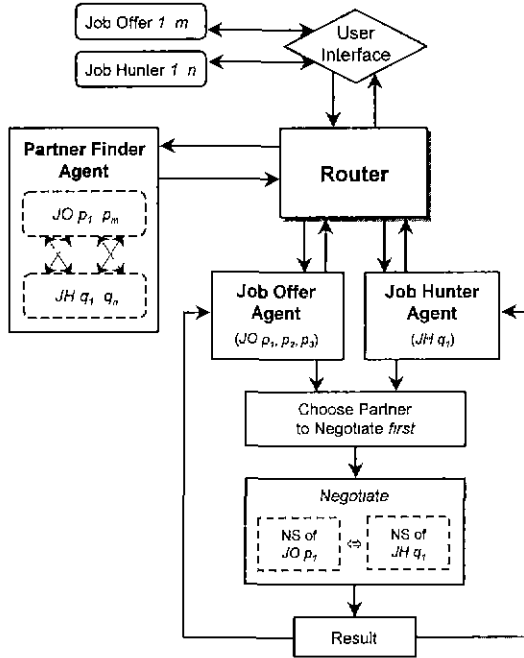 Job Offer 1 m
Job Hunter 1 n
User
Interface
Partner Finder
Agent
JO p₁ pₘ
JH q₁ qₙ
Router
Job Offer
Agent
(JO p₁, p₂, p₃)
Job Hunter
Agent
(JH q₁)
Choose Partner
to Negotiate first
Negotiate
NS of
JO p₁
⇔
NS of
JH q₁
Result